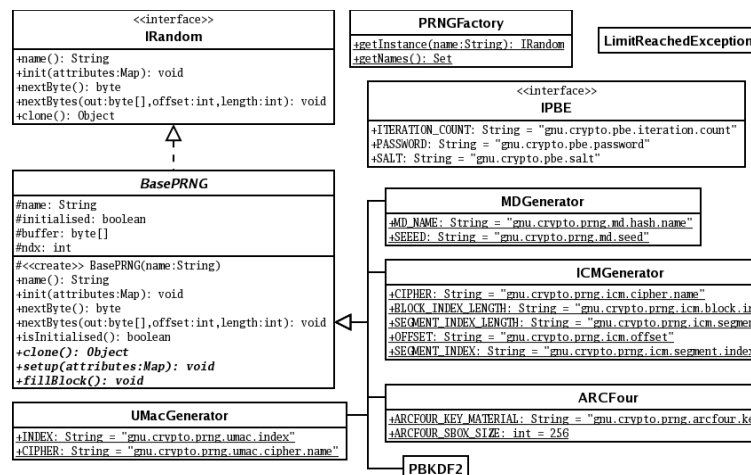 <<interface>>
IRandom
+name(): String
+init(attributes:Map): void
+nextByte(): byte
+nextBytes(out:byte[],offset:int,length:int): void
+clone(): Object
PRNGFactory
+getInstance(name:String): IRandom
+getNames(): Set
LimitReachedException
<<interface>>
IPBE
+ITERATION_COUNT: String = "gnu.crypto.pbe.iteration.count"
+PASSWORD: String = "gnu.crypto.pbe.password"
+SALT: String = "gnu.crypto.pbe.salt"
BasePRNG
#name: String
#initialised: boolean
#buffer: byte[]
#ndx: int
#<<create>> BasePRNG(name:String)
+name(): String
+init(attributes:Map): void
+nextByte(): byte
+nextBytes(out:byte[],offset:int,length:int): void
+isInitialised(): boolean
+clone(): Object
+setup(attributes:Map): void
+fillBlock(): void
MDGenerator
+MD_NAME: String = "gnu.crypto.prng.md.hash.name"
+SEEED: String = "gnu.crypto.prng.md.seed"
ICMGenerator
+CIPHER: String = "gnu.crypto.prng.icm.cipher.name"
+BLOCK_INDEX_LENGTH: String = "gnu.crypto.prng.icm.block.in
+SEGMENT_INDEX_LENGTH: String = "gnu.crypto.prng.icm.segmen
+OFFSET: String = "gnu.crypto.prng.icm.offset"
+SEGMENT_INDEX: String = "gnu.crypto.prng.icm.segment.index
ARCFour
+ARCFOUR_KEY_MATERIAL: String = "gnu.crypto.prng.arcfour.ke
+ARCFOUR_SBOX_SIZE: int = 256
UMacGenerator
+INDEX: String = "gnu.crypto.prng.umac.index"
+CIPHER: String = "gnu.crypto.prng.umac.cipher.name"
PBKDF2